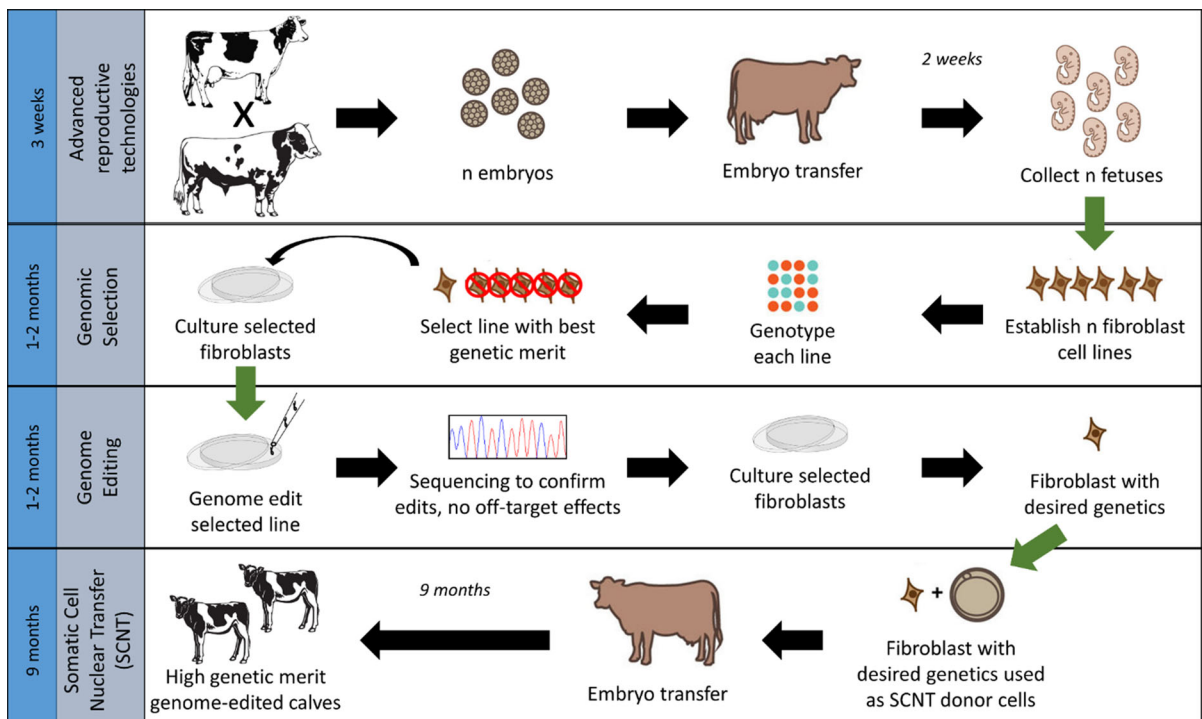 3 weeks
Advanced
reproductive
technologies
X
n embryos
Embryo transfer
2 weeks
Collect n fetuses
1-2 months
Genomic
Selection
Culture selected
fibroblasts
Select line with best
genetic merit
Genotype
each line
Establish n fibroblast
cell lines
1-2 months
Genome
Editing
Genome edit
selected line
Sequencing to confirm
edits, no off-target effects
Culture selected
fibroblasts
Fibroblast with
desired genetics
9 months
Somatic Cell
Nuclear Transfer
(SCNT)
High genetic merit
genome-edited calves
9 months
Embryo transfer
+
Fibroblast with
desired genetics used
as SCNT donor cells